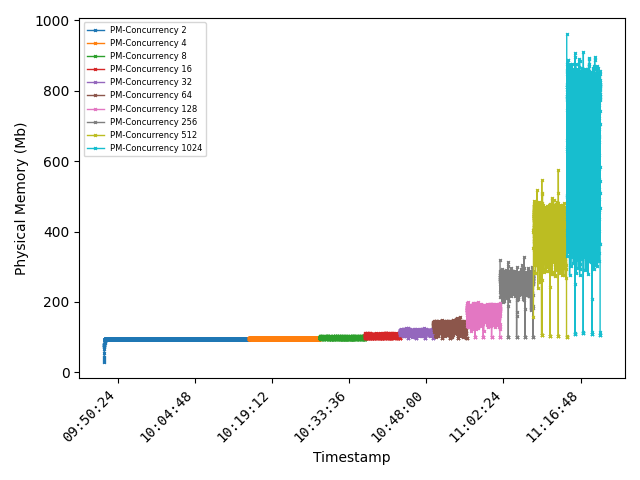 1000
800
600
400
200
0
Physical Memory (Mb)
PM-Concurrency 2
PM-Concurrency 4
PM-Concurrency 8
PM-Concurrency 16
PM-Concurrency 32
PM-Concurrency 64
PM-Concurrency 128
PM-Concurrency 256
PM-Concurrency 512
PM-Concurrency 1024
09:50:24
10:04:48
10:19:12
10:33:36
10:48:00
11:02:24
11:16:48
Timestamp